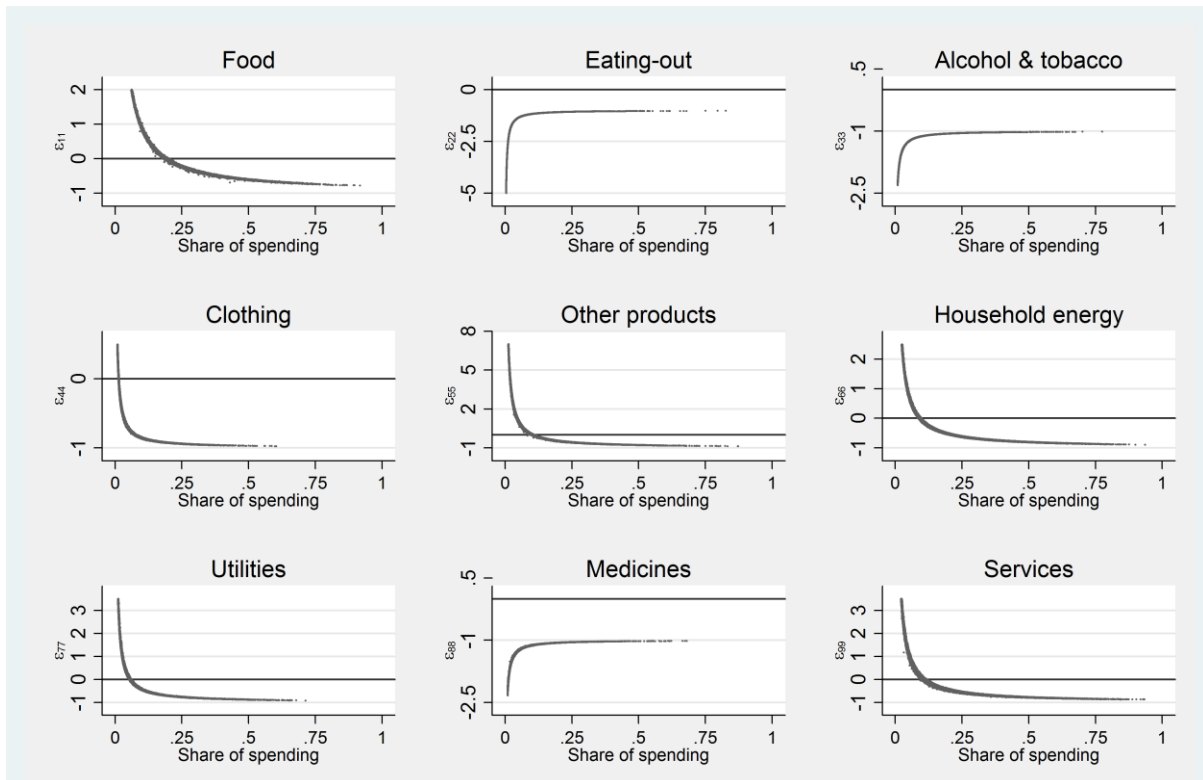 Food
ε11
2
1
0
-1
0 .25 .5 .75 1
Share of spending
Eating-out
ε22
0
-2.5
-5
0 .25 .5 .75 1
Share of spending
Alcohol & tobacco
ε33
.5
-1
-2.5
0 .25 .5 .75 1
Share of spending
Clothing
ε44
0
-1
0 .25 .5 .75 1
Share of spending
Other products
ε55
8
5
2
-1
0 .25 .5 .75 1
Share of spending
Household energy
ε66
2
1
0
-1
0 .25 .5 .75 1
Share of spending
Utilities
ε77
3
2
1
0
-1
0 .25 .5 .75 1
Share of spending
Medicines
ε88
.5
-1
-2.5
0 .25 .5 .75 1
Share of spending
Services
ε99
3
2
1
0
-1
0 .25 .5 .75 1
Share of spending